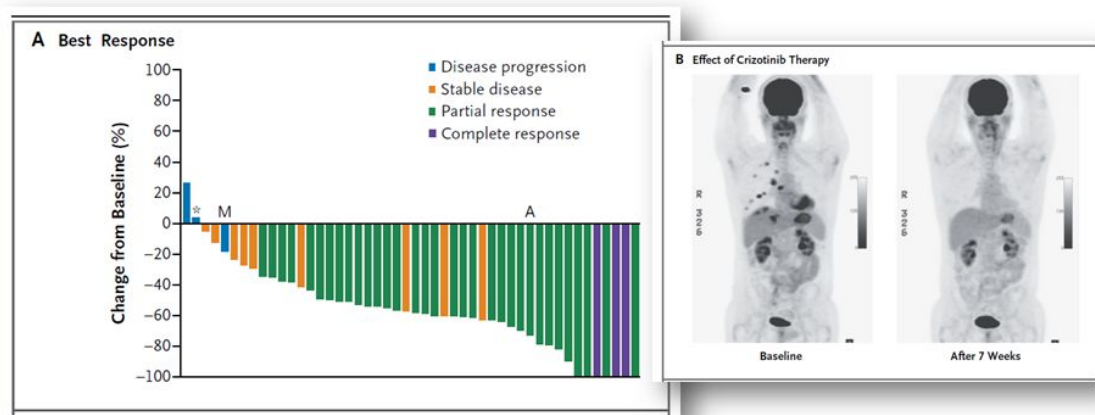 A Best Response
Change from Baseline (%)
100
80
60
40
20
0
−20
−40
−60
−80
−100
Disease progression
Stable disease
Partial response
Complete response
☆
M
A
B Effect of Crizotinib Therapy
Baseline
After 7 Weeks